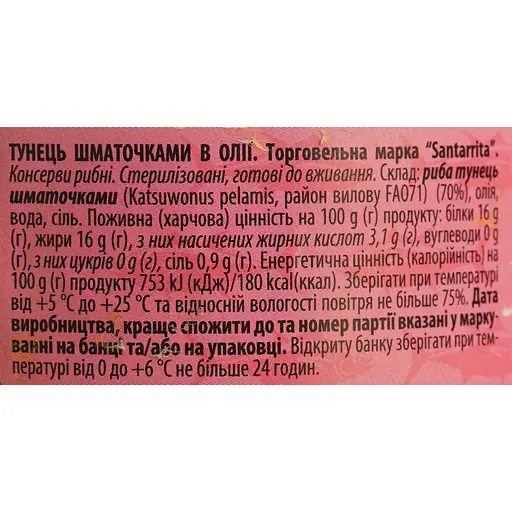 ТУНЕЦЬ ШМАТОЧКАМИ В ОЛІЇ. Торговельна марка “Santarrita”.
Консерви рибні. Стерилізовані, готові до вживання. Склад: риба тунець
шматочками (Katsuwonus pelamis, район вилову FA071) (70%), олія,
вода, сіль. Поживна (харчова) цінність на 100 g (г) продукту: білки 16 g
(г), жири 16 g (г), з них насичених жирних кислот 3,1 g (г), вуглеводи 0 g
(г), з них цукрів 0 g (г), сіль 0,9 g (г). Енергетична цінність (калорійність) на
100 g (г) продукту 753 kJ (кДж)/180 kcal(ккал). Зберігати при температурі
від +5 °C до +25 °C та відносній вологості повітря не більше 75%. Дата
виробництва, краще спожити до та номер партії вказані у марку-
ванні на банці та/або на упаковці. Відкриту банку зберігати при тем-
пературі від 0 до +6 °C не більше 24 годин.